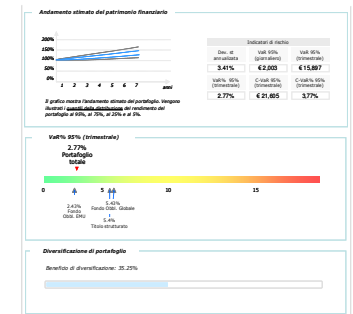 Andamento stimato del patrimonio finanziario
200%
150%
100%
50%
0%
1 2 3 4 5 6 7 anni
Il grafico mostra l'andamento stimato del portafoglio. Vengono
illustrati i quantili della distribuzione del rendimento del
portafoglio al 95%, al 75%, al 25% e al 5%.
Indicatori di rischio
Dev. st annualizzata VaR 95% (giornaliero) VaR 95% (trimestrale)
3.41% € 2,003 € 15,897
VaR% 95% (trimestrale) C-VaR 95% (trimestrale) C-VaR% 95% (trimestrale)
2.77% € 21,605 3,77%
VaR% 95% (trimestrale)
2.77%
Portafoglio
totale
0 5 10 15
2.43%
Fondo
Obbl. EMU
5.43%
Fondo Obbl. Globale
5.4%
Titolo strutturato
Diversificazione di portafoglio
Beneficio di diversificazione: 35.25%